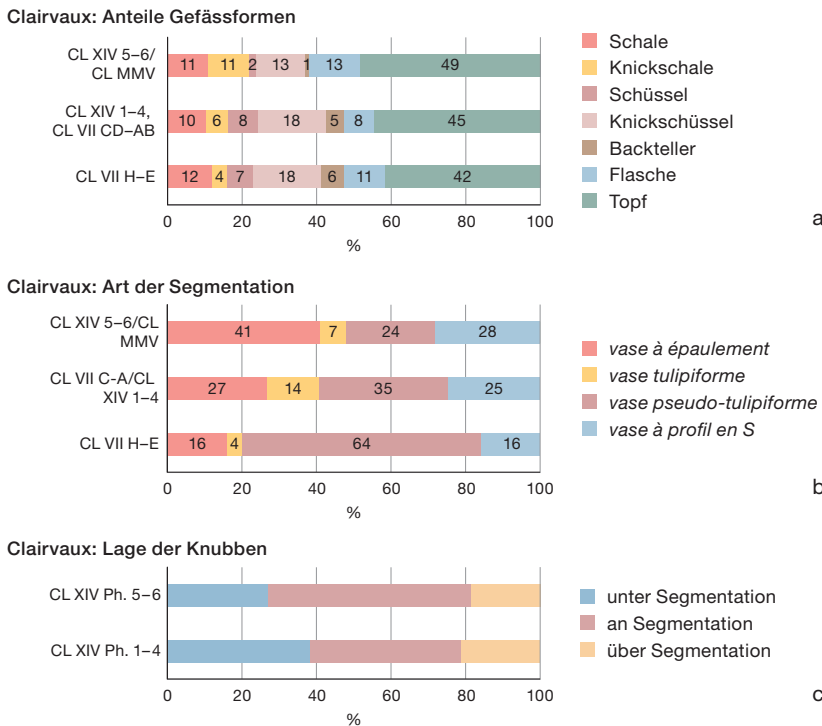 Clairvaux: Anteile Gefässformen
CL XIV 5–6/
CL MMV
11 11 2 13 1 13 49
CL XIV 1–4,
CL VII CD–AB
10 6 8 18 5 8 45
CL VII H–E
12 4 7 18 6 11 42
0 20 40 60 80 100
%
Schale
Knickschale
Schüssel
Knickschüssel
Backteller
Flasche
Topf
a
Clairvaux: Art der Segmentation
CL XIV 5–6/CL
MMV
41 7 24 28
CL VII C-A/CL
XIV 1–4
27 14 35 25
CL VII H–E
16 4 64 16
0 20 40 60 80 100
%
vase à épaulement
vase tulipiforme
vase pseudo-tulipiforme
vase à profil en S
b
Clairvaux: Lage der Knubben
CL XIV Ph. 5–6
CL XIV Ph. 1–4
0 20 40 60 80 100
%
unter Segmentation
an Segmentation
über Segmentation
c